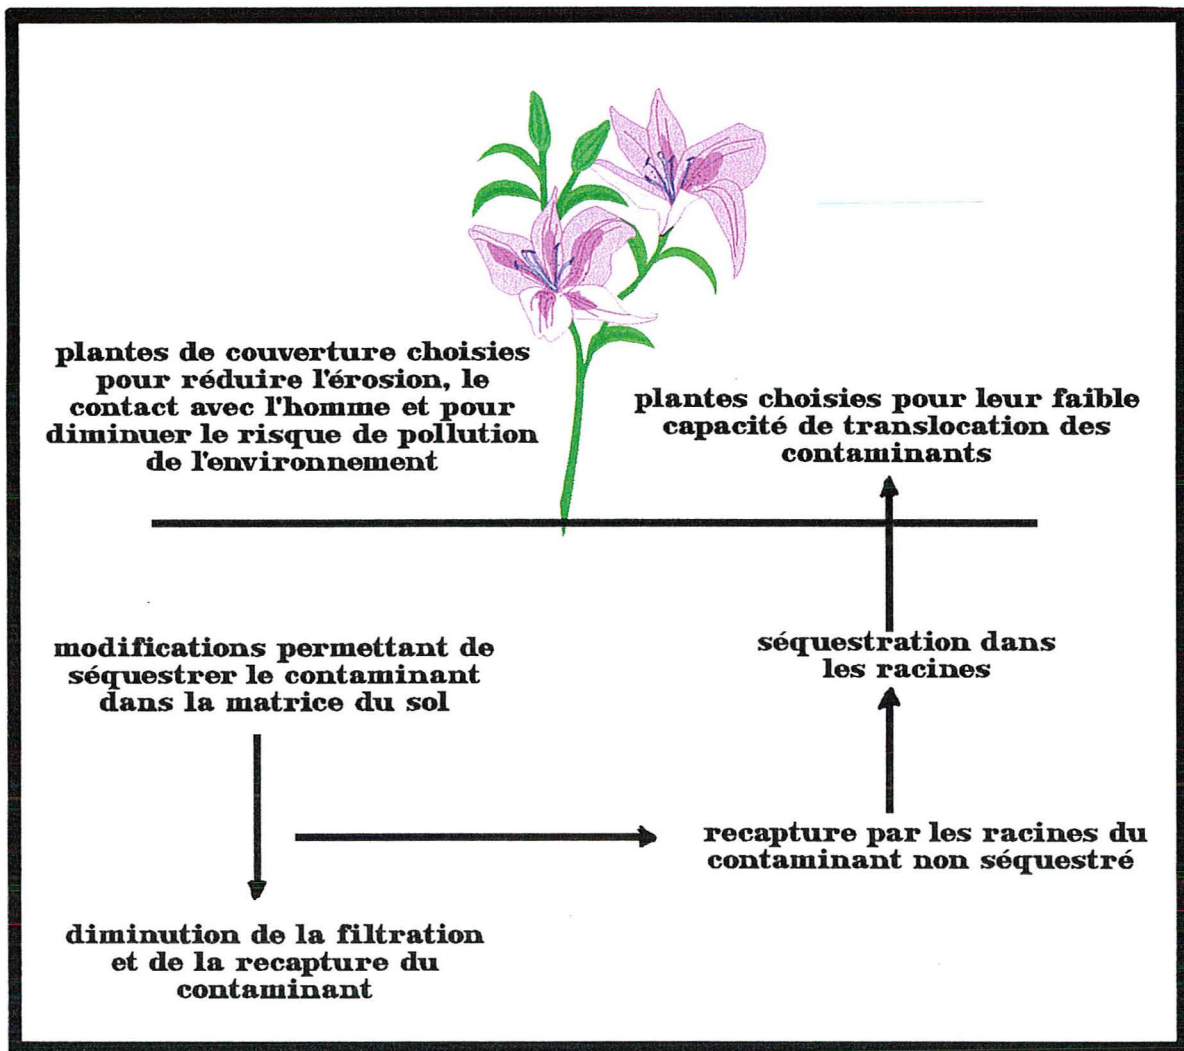 plantes de couverture choisies
pour réduire l'érosion, le
contact avec l'homme et pour
diminuer le risque de pollution
de l'environnement
plantes choisies pour leur faible
capacité de translocation des
contaminants
modifications permettant de
séquestrer le contaminant
dans la matrice du sol
séquestration dans
les racines
recapture par les racines du
contaminant non séquestré
diminution de la filtration
et de la recapture du
contaminant